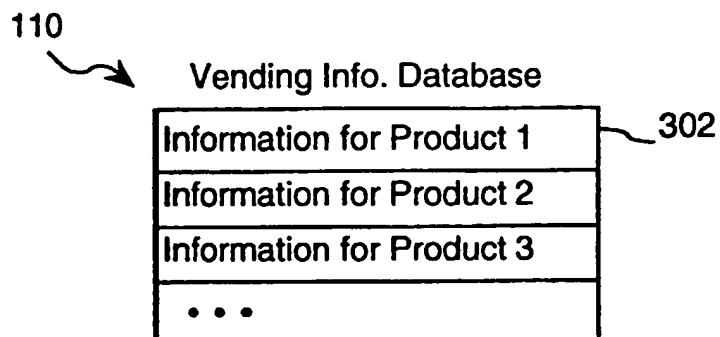 110
Vending Info. Database
Information for Product 1
302
Information for Product 2
Information for Product 3
• • •